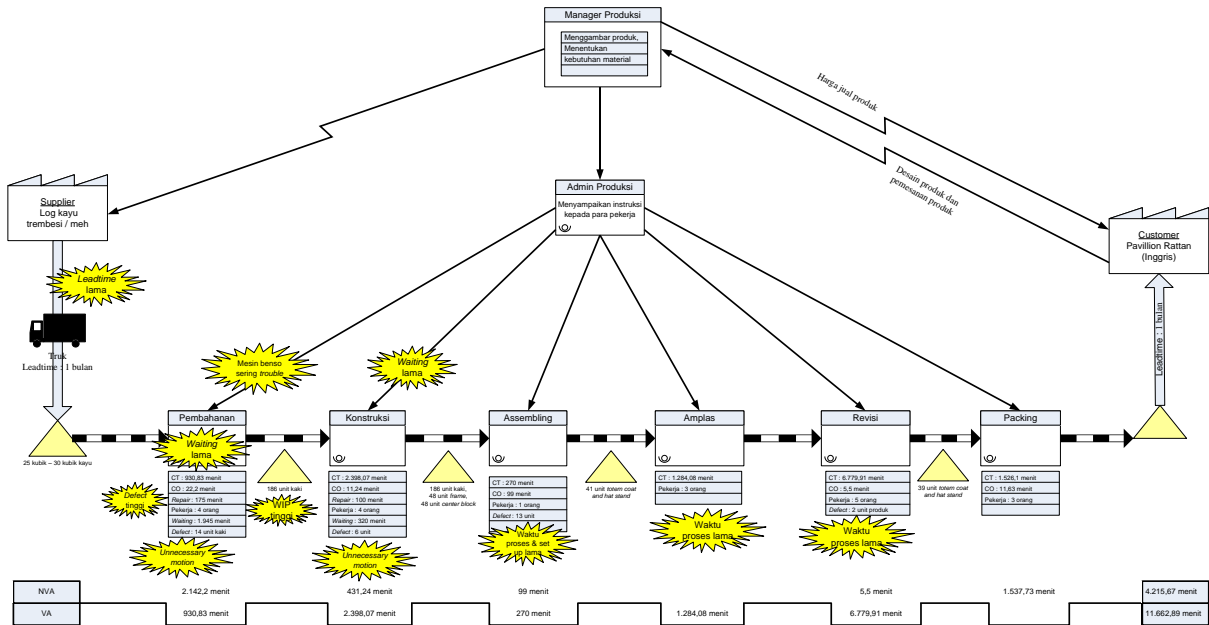 Manager Produksi
Menggambar produk,
Menentukan
kebutuhan material
Harga jual produk
Desain produk dan
pemesanan produk
Admin Produksi
Menyampaikan instruksi
kepada para pekerja
Supplier
Log kayu
trembesi / meh
Customer
Pavillion Rattan
(Inggris)
Leadtime
lama
Truk
Leadtime : 1 bulan
Leadtime : 1 bulan
Mesin benso
sering trouble
Waiting
lama
Pembahanan
Konstruksi
Assembling
Amplas
Revisi
Packing
Waiting
lama
25 kubik – 30 kubik kayu
186 unit kaki
186 unit kaki,
48 unit frame,
48 unit center block
41 unit totem coat
and hat stand
39 unit totem coat
and hat stand
Defect
tinggi
WIP
tinggi
CT : 930,83 menit
CO : 22,2 menit
Repair : 175 menit
Pekerja : 4 orang
Waiting : 1.945 menit
Defect : 14 unit kaki
CT : 2.398,07 menit
CO : 11,24 menit
Repair : 100 menit
Pekerja : 4 orang
Waiting : 320 menit
Defect : 6 unit
CT : 270 menit
CO : 99 menit
Pekerja : 1 orang
Defect : 13 unit
CT : 1.284,08 menit
Pekerja : 3 orang
CT : 6.779,91 menit
CO : 5,5 menit
Pekerja : 5 orang
Defect : 2 unit produk
CT : 1.526,1
CO : 11,63 menit
Pekerja : 3 orang
Unnecessary
motion
Unnecessary
motion
Waktu
proses & set
up lama
Waktu
proses lama
Waktu
proses lama
NVA
2.142,2 menit
431,24 menit
99 menit
5,5 menit
1.537,73 menit
4.215,67 menit
VA
930,83 menit
2.398,07 menit
270 menit
1.284,08 menit
6.779,91 menit
11.662,89 menit